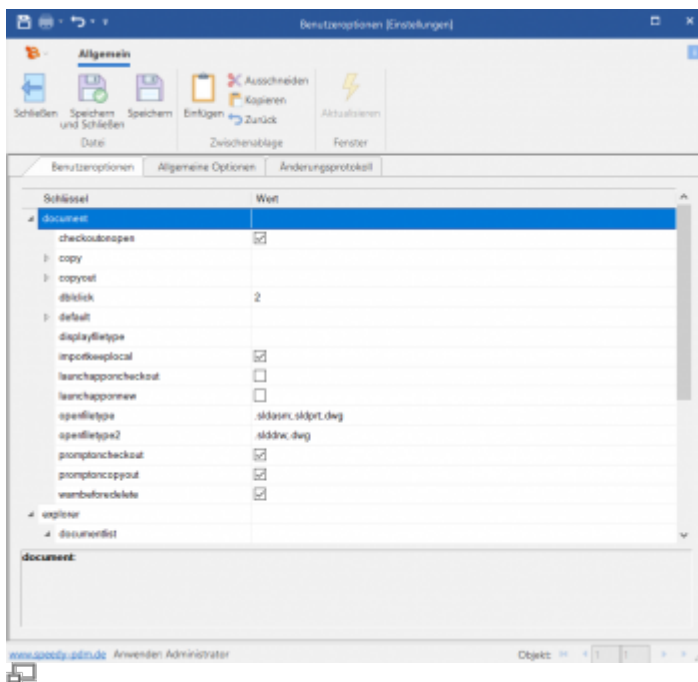 Benutzeroptionen [Einstellungen]
Allgemein
Schließen
Speichern und Schließen
Speichern
Einfügen
Ausschneiden
Kopieren
Zurück
Aktualisieren
Datei
Zwischenablage
Fenster
Benutzeroptionen Allgemeine Optionen Änderungsprotokoll
Schlüssel Wert
document
checkoutonopen
copy
copyout
dblclick 2
default
displayfiletype
importkeeplocal
launchapponcheckout
launchapponnew
openfiletype .sldasm;.sldprt;.dwg
openfiletype2 .slddrw;.dwg
promptoncheckout
promptoncopyout
warnbeforedelete
explorer
documentlist
document:
www.speedy-pdm.de Anwender: Administrator Objekt: 1 1